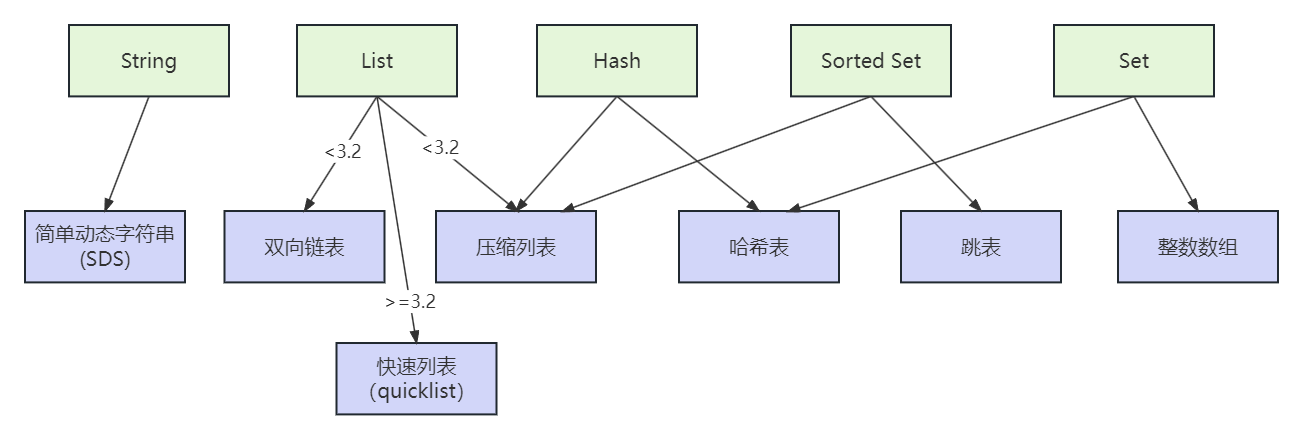 String
List
Hash
Sorted Set
Set
<3.2
<3.2
简单动态字符串
(SDS)
双向链表
压缩列表
哈希表
跳表
整数数组
>=3.2
快速列表
（quicklist）